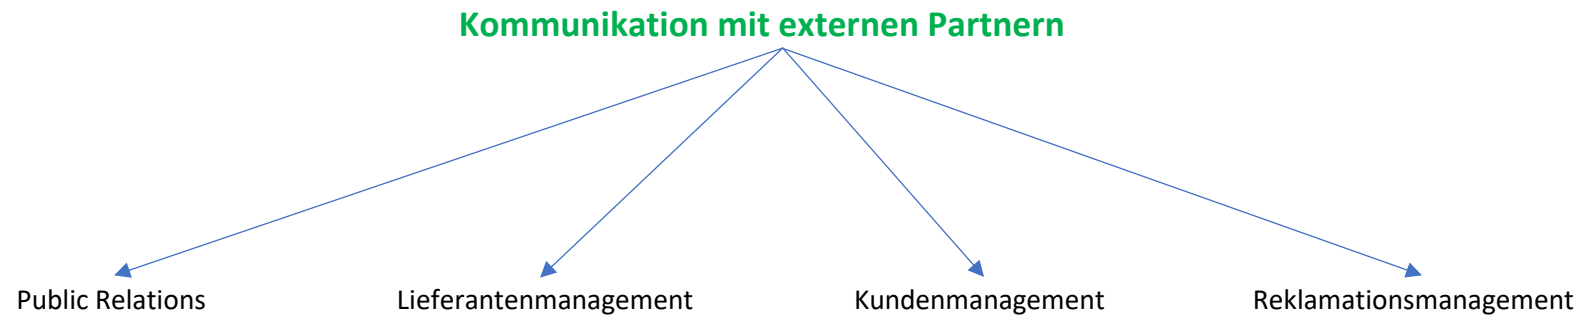 Kommunikation mit externen Partnern
Public Relations
Lieferantenmanagement
Kundenmanagement
Reklamationsmanagement